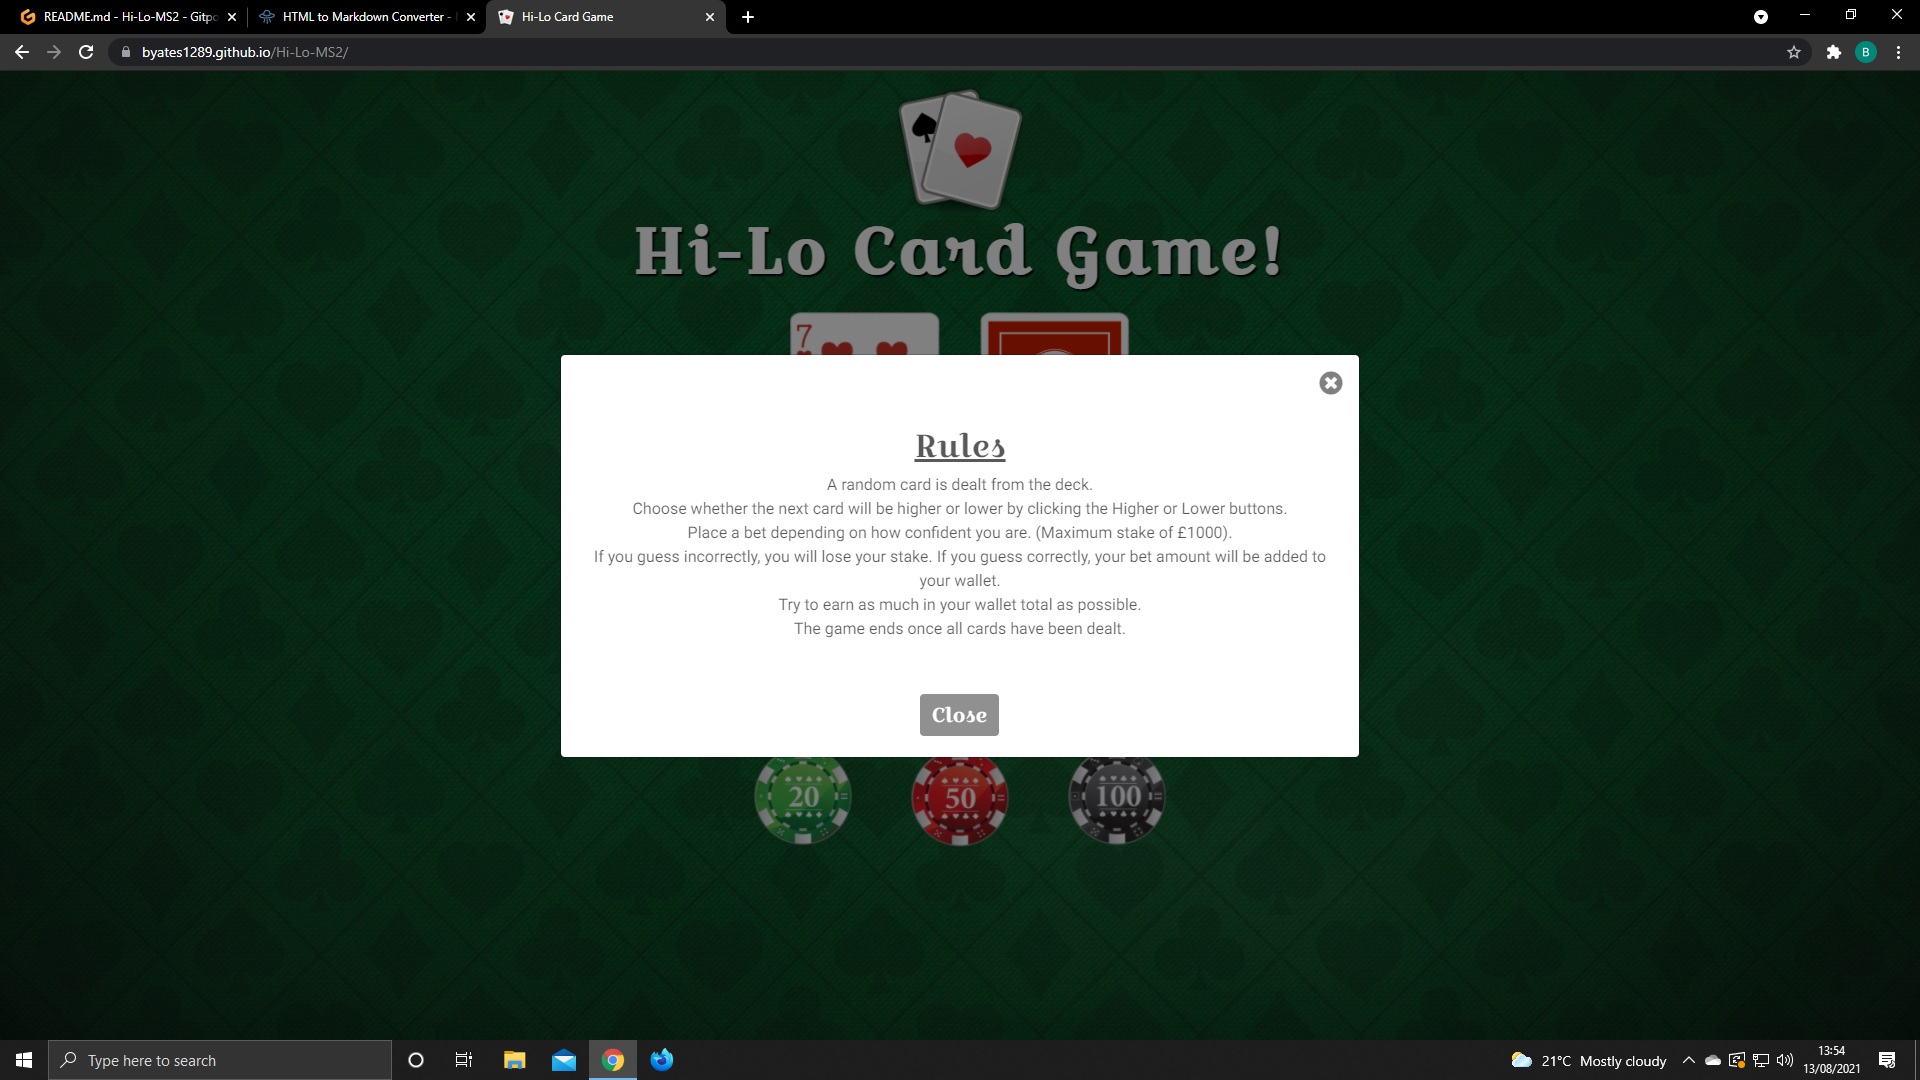 README.md - Hi-Lo-MS2 - Gitpo
HTML to Markdown Converter -
Hi-Lo Card Game
byates1289.github.io/Hi-Lo-MS2/
B
Hi-Lo Card Game!
7
Rules
A random card is dealt from the deck.
Choose whether the next card will be higher or lower by clicking the Higher or Lower buttons.
Place a bet depending on how confident you are. (Maximum stake of £1000).
If you guess incorrectly, you will lose your stake. If you guess correctly, your bet amount will be added to
your wallet.
Try to earn as much in your wallet total as possible.
The game ends once all cards have been dealt.
Close
20
50
100
Type here to search
21°C Mostly cloudy
13:54
13/08/2021